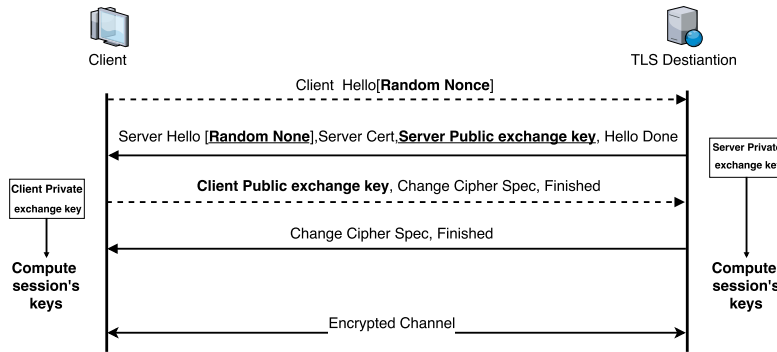 Client
TLS Destiantion
Client Hello[Random Nonce]
Server Hello [Random None],Server Cert,Server Public exchange key, Hello Done
Server Private
exchange key
Client Private
exchange key
Client Public exchange key, Change Cipher Spec, Finished
Change Cipher Spec, Finished
Compute
session's
keys
Compute
session's
keys
Encrypted Channel